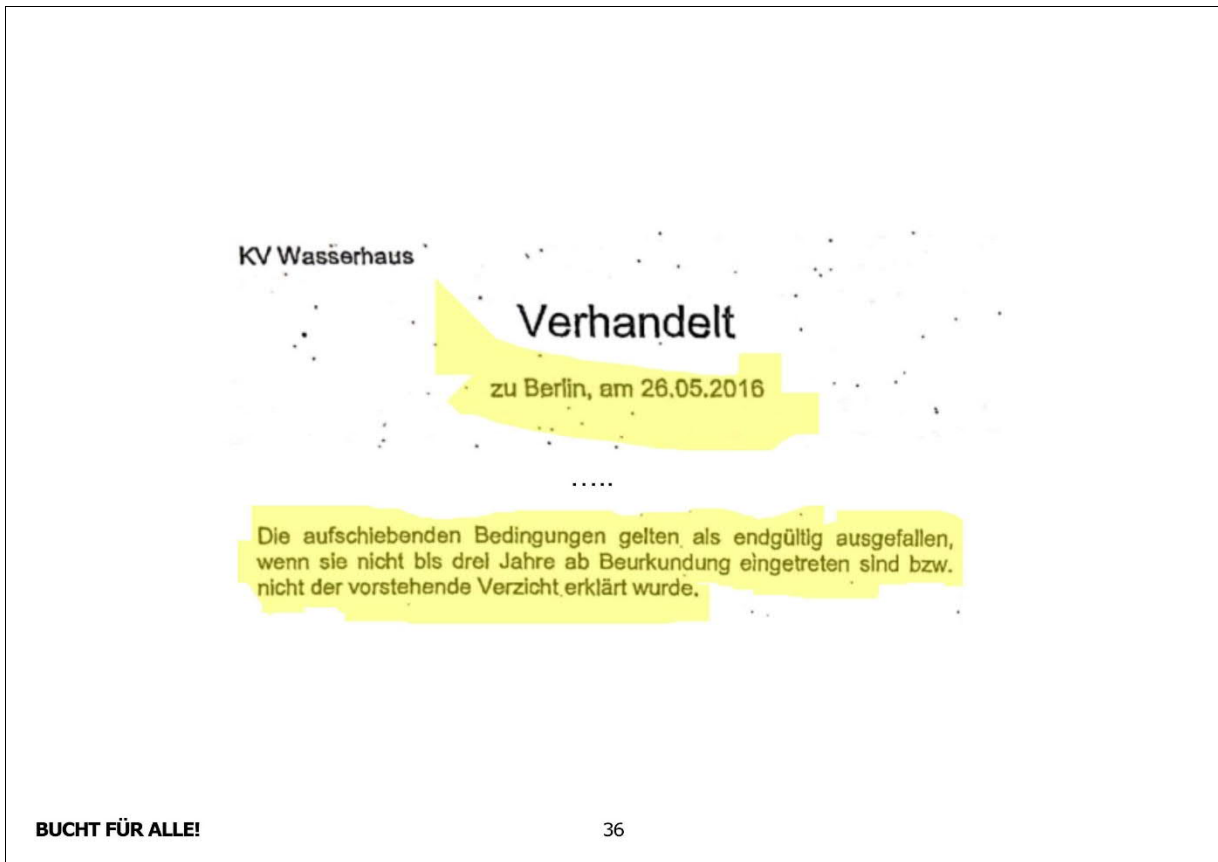 KV Wasserhaus
Verhandelt
zu Berlin, am 26.05.2016
.....
Die aufschiebenden Bedingungen gelten als endgültig ausgefallen,
wenn sie nicht bis drei Jahre ab Beurkundung eingetreten sind bzw.
nicht der vorstehende Verzicht erklärt wurde.
BUCHT FÜR ALLE!
36